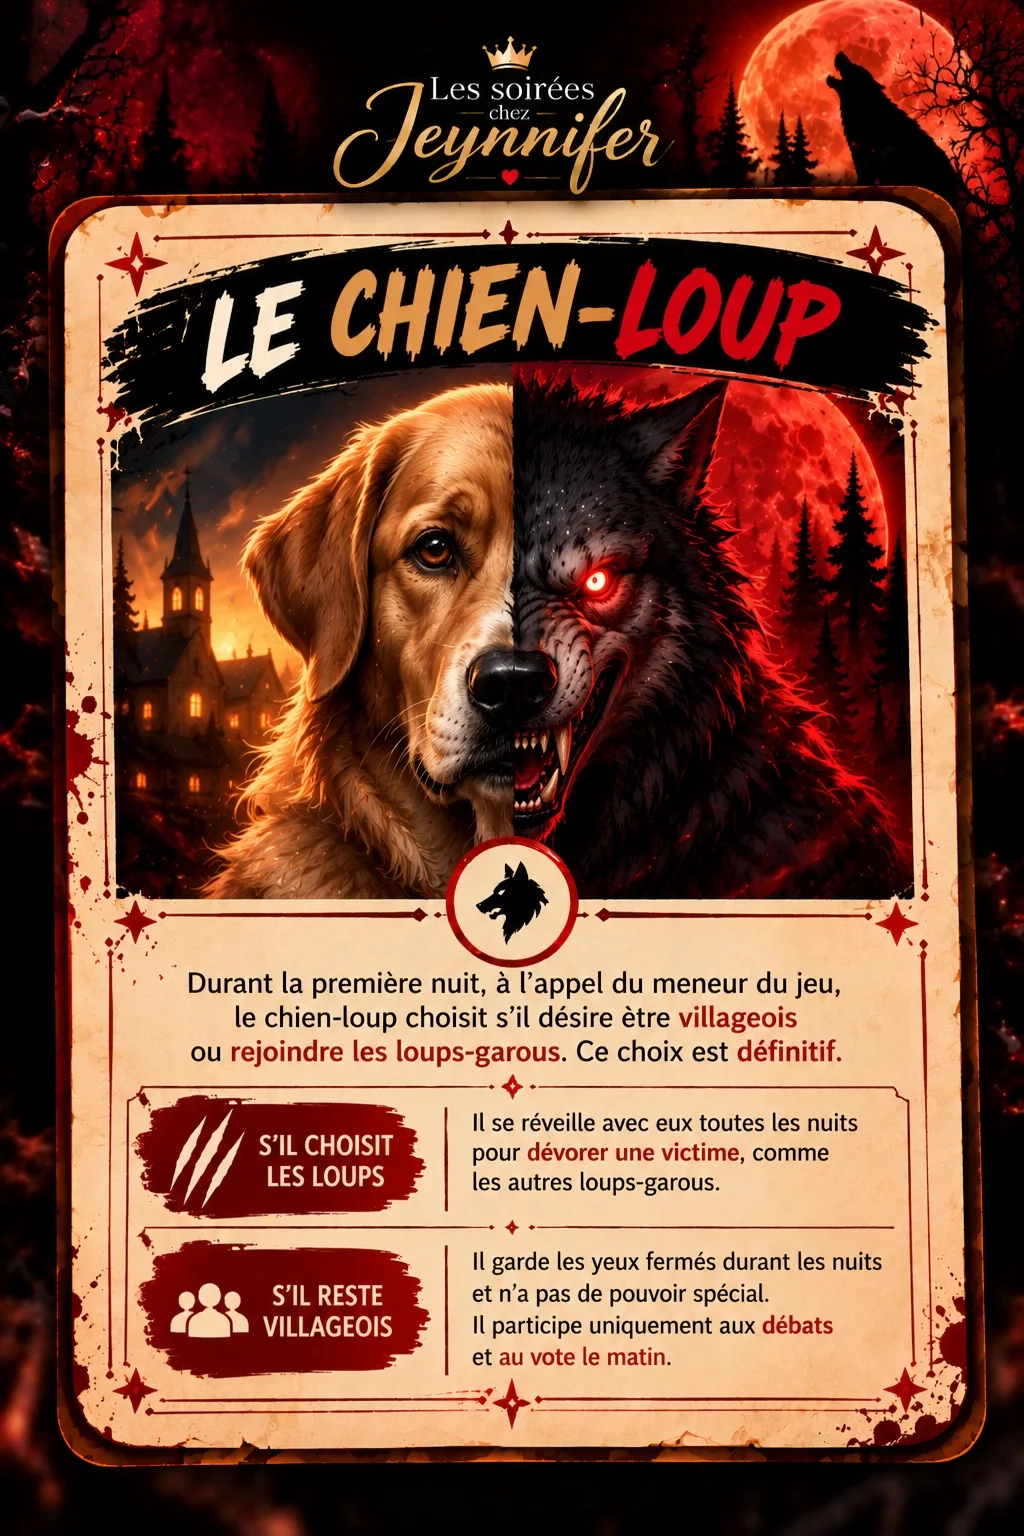 Les soirées
chez
Jeynnifer
LE CHIEN-LOUP
Durant la première nuit, à l'appel du meneur du jeu,
le chien-loup choisit s'il désire ètre villageois
ou rejoindre les loups-garous. Ce choix est définitif.
S'IL CHOISIT
LES LOUPS
Il se réveille avec eux toutes les nuits
pour dévorer une victime, comme
les autres loups-garous.
S'IL RESTE
VILLAGEOIS
Il garde les yeux fermés durant les nuits
et n'a pas de pouvoir spécial.
Il participe uniquement aux débats
et au vote le matin.